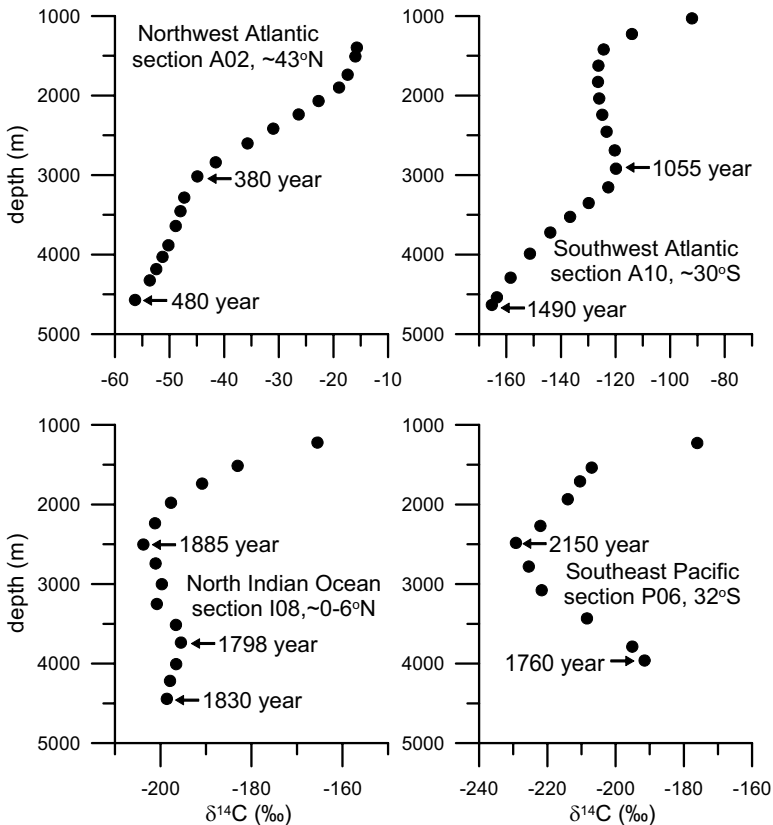 Northwest Atlantic
section A02, ~43°N
380 year
480 year
1000
2000
3000
4000
5000
depth (m)
-60 -50 -40 -30 -20 -10
1055 year
Southwest Atlantic
section A10, ~30°S
1490 year
1000
2000
3000
4000
5000
-160 -140 -120 -100 -80
1885 year
North Indian Ocean
section I08,~0-6°N
1798 year
1830 year
1000
2000
3000
4000
5000
depth (m)
-200 -180 -160
δ¹⁴C (‰)
2150 year
Southeast Pacific
section P06, 32°S
1760 year
1000
2000
3000
4000
5000
-240 -220 -200 -180 -160
δ¹⁴C (‰)